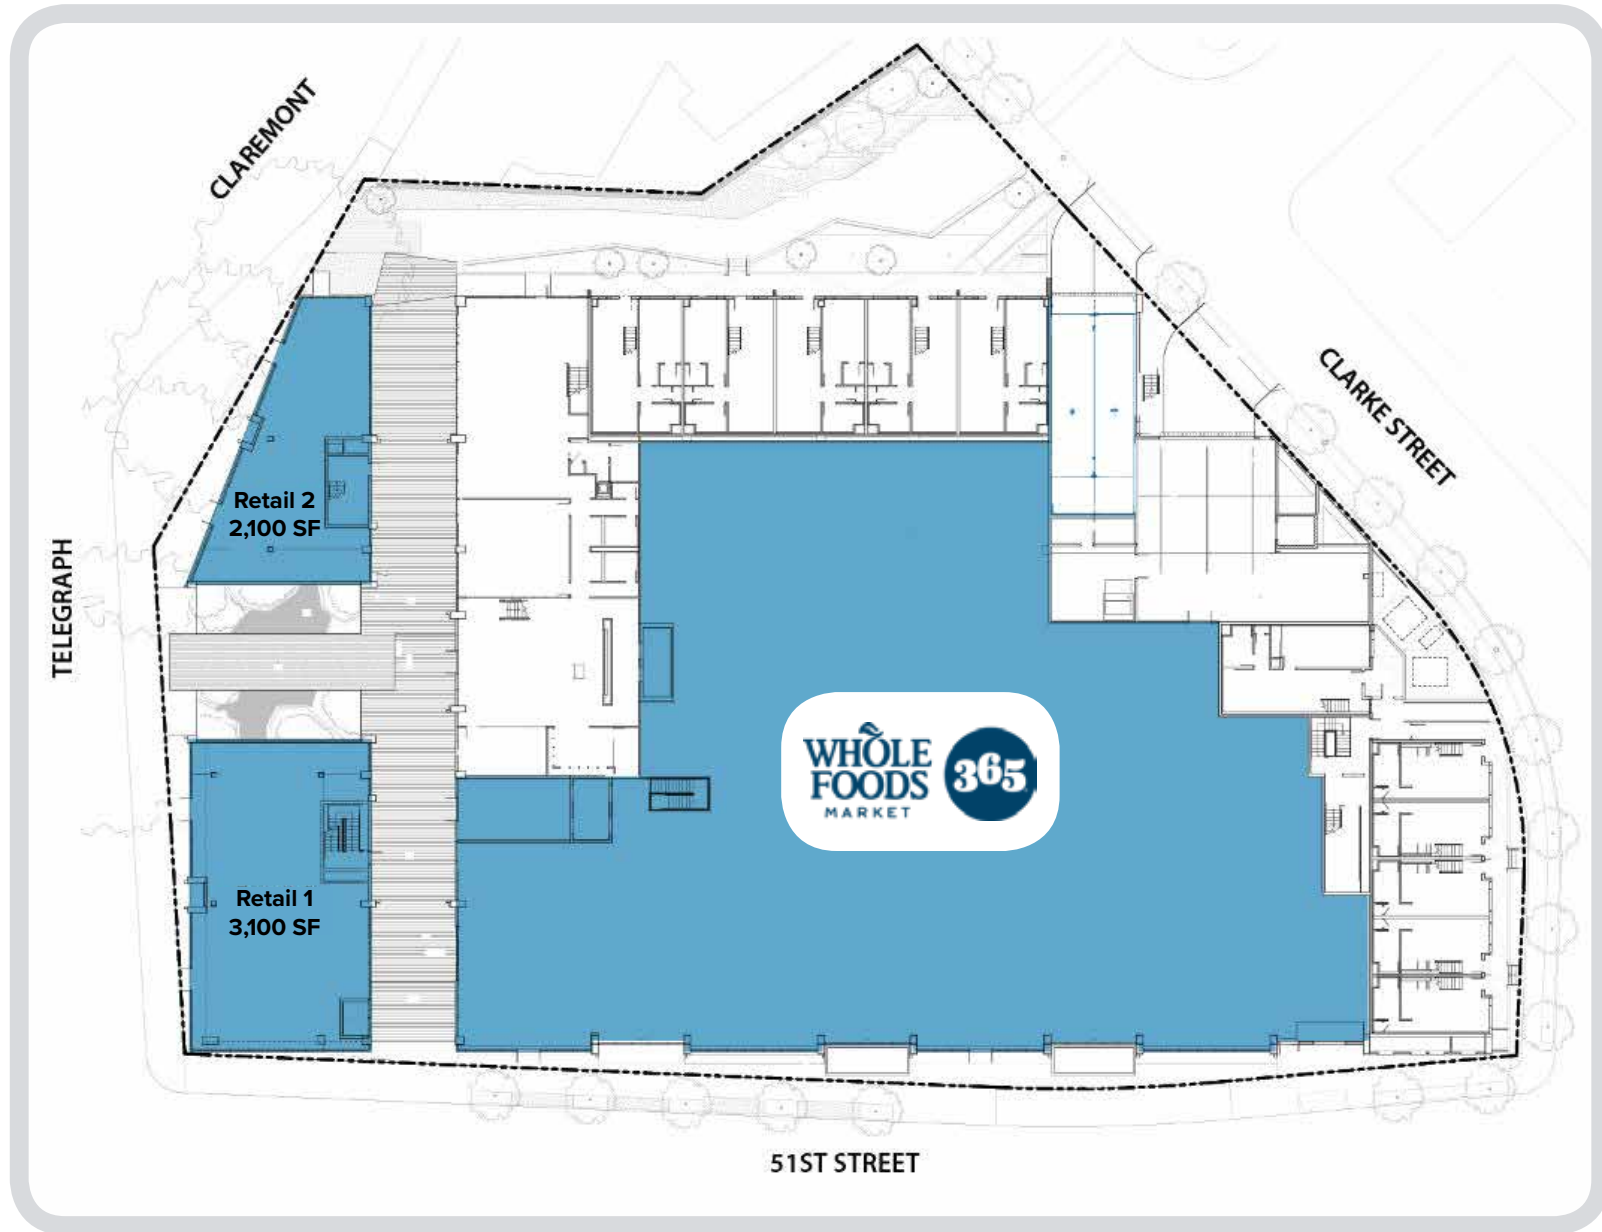 CLAREMONT
CLARKE STREET
Retail 2
2,100 SF
TELEGRAPH
WHOLE
FOODS
MARKET
365
Retail 1
3,100 SF
51ST STREET